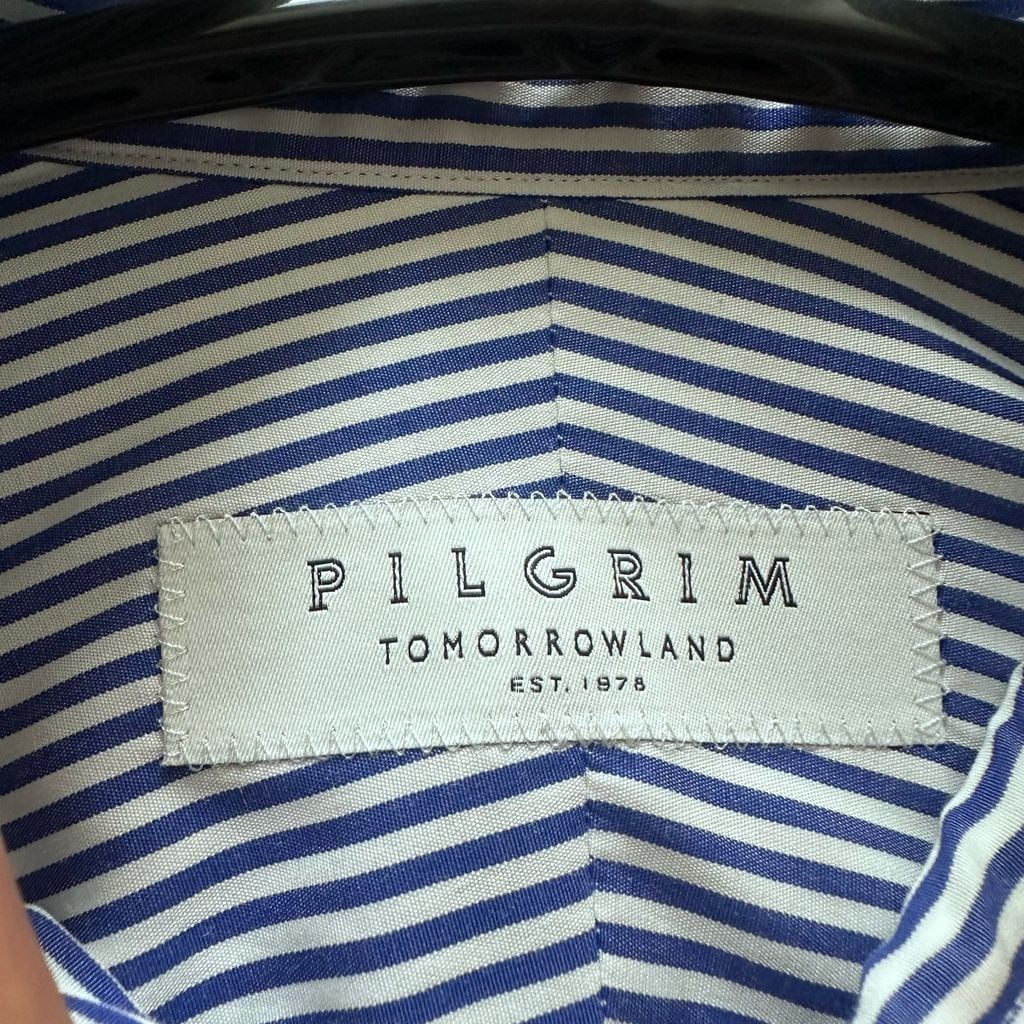 PILGRIM
TOMORROWLAND
EST. 1978